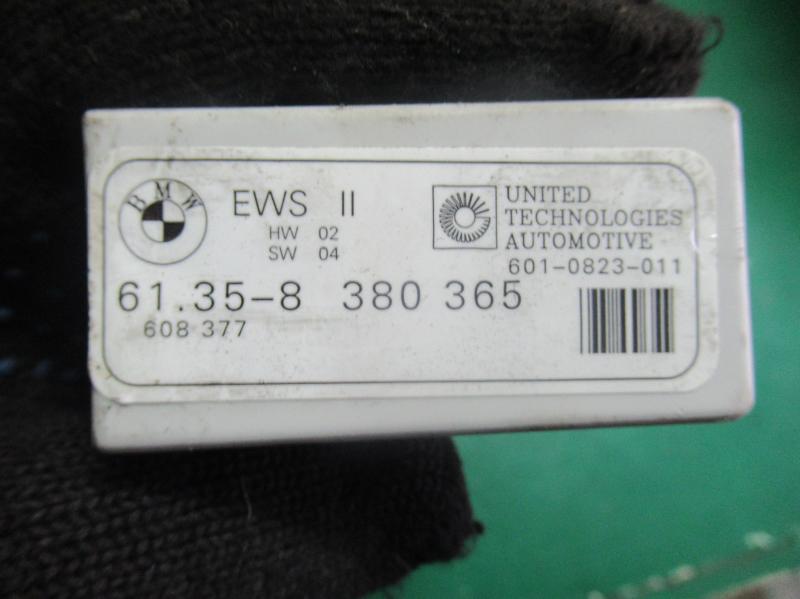 BMW
EWS II
HW 02
SW 04
UNITED
TECHNOLOGIES
AUTOMOTIVE
601-0823-011
61.35-8 380 365
608 377